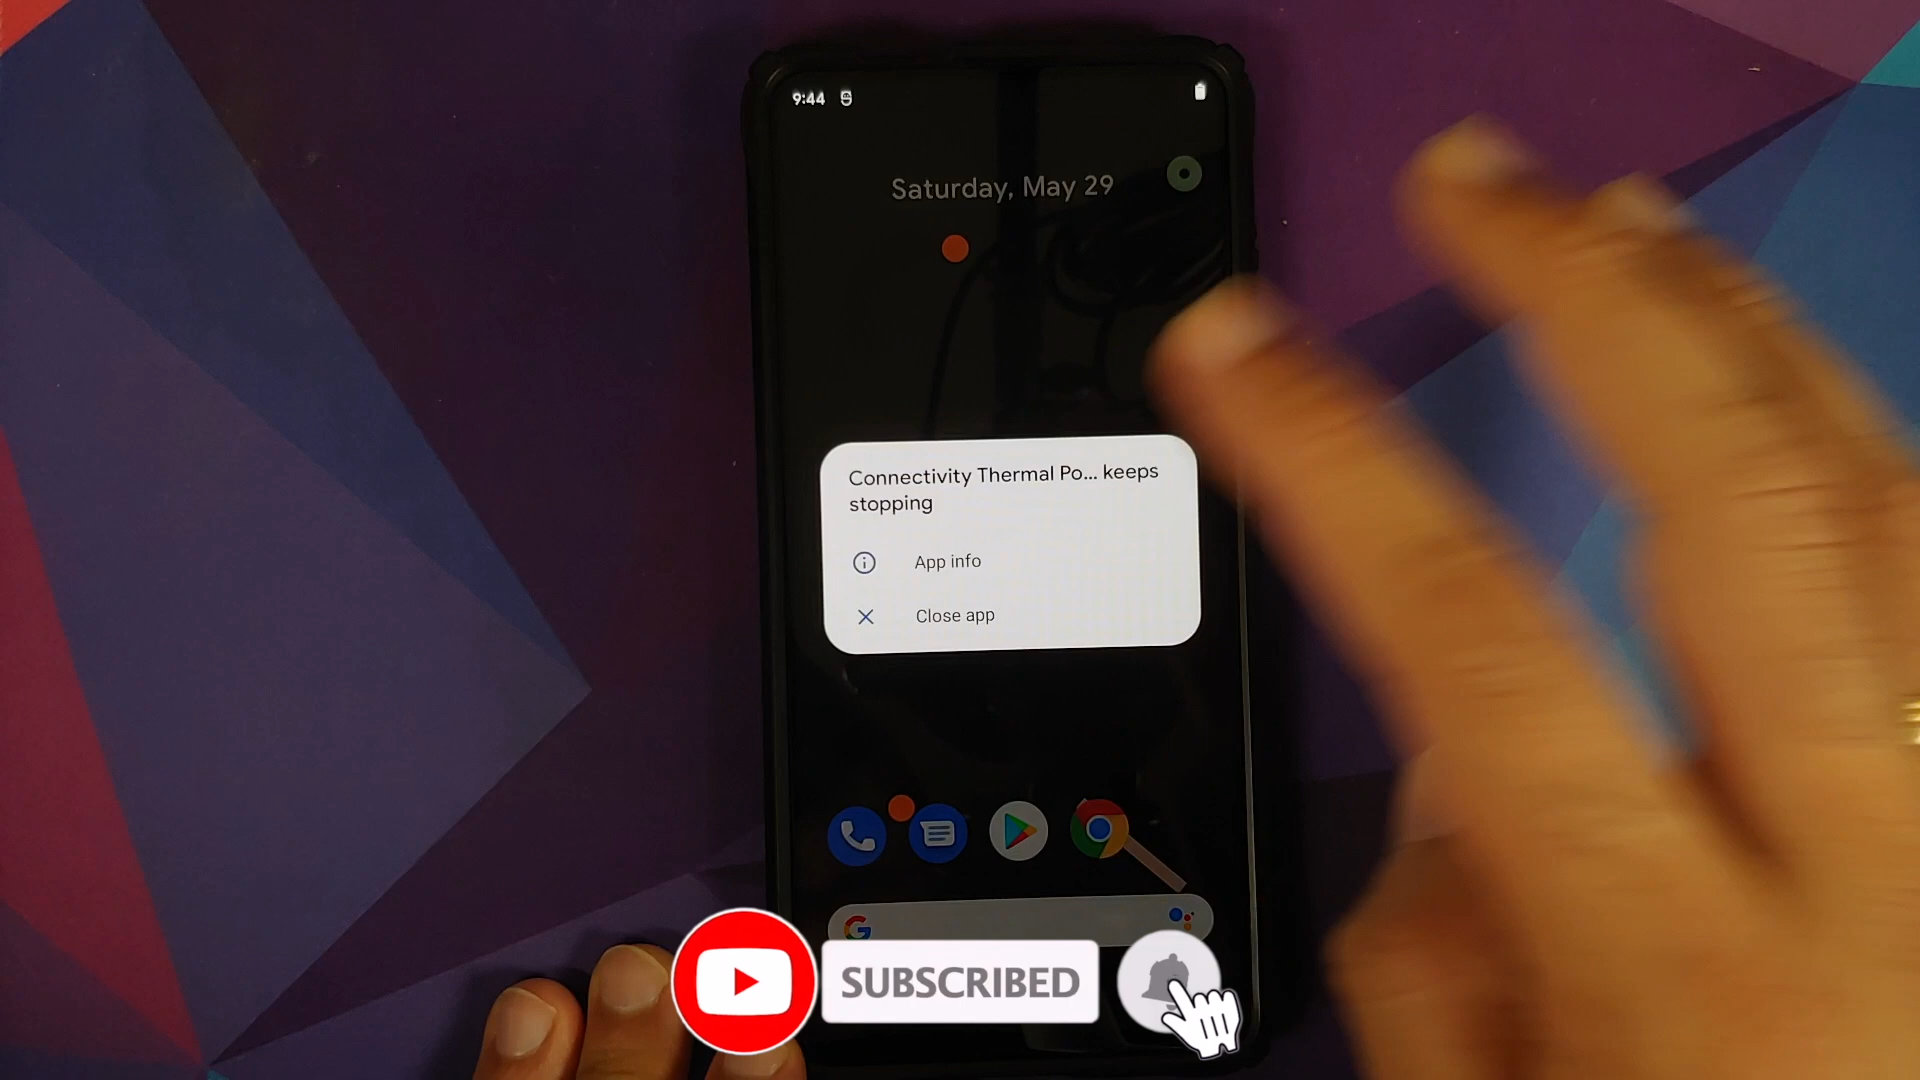 9:44
Saturday, May 29
Connectivity Thermal Po... keeps
stopping
App info
Close app
SUBSCRIBED